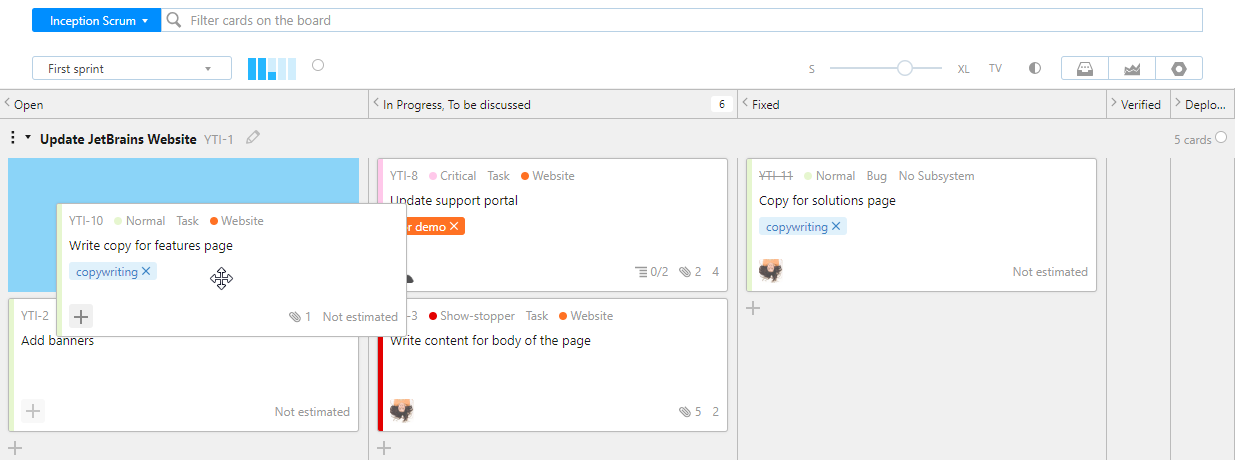 Inception Scrum
Filter cards on the board
First sprint
S
XL
TV
Open
In Progress, To be discussed
6
Fixed
Verified
Deplo...
Update JetBrains Website YTI-1
5 cards
YTI-10 Normal Task Website
Write copy for features page
copywriting
1 Not estimated
YTI-2
Add banners
Not estimated
YTI-8 Critical Task Website
Update support portal
demo
0/2 2 4
-3 Show-stopper Task Website
Write content for body of the page
5 2
YTI-11 Normal Bug No Subsystem
Copy for solutions page
copywriting
Not estimated